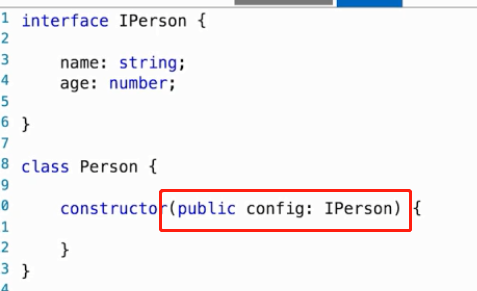 1 interface IPerson {
2
3 name: string;
4 age: number;
5
6 }
7
8 class Person {
9
0 constructor(public config: IPerson) {
1
2 }
3 }
4